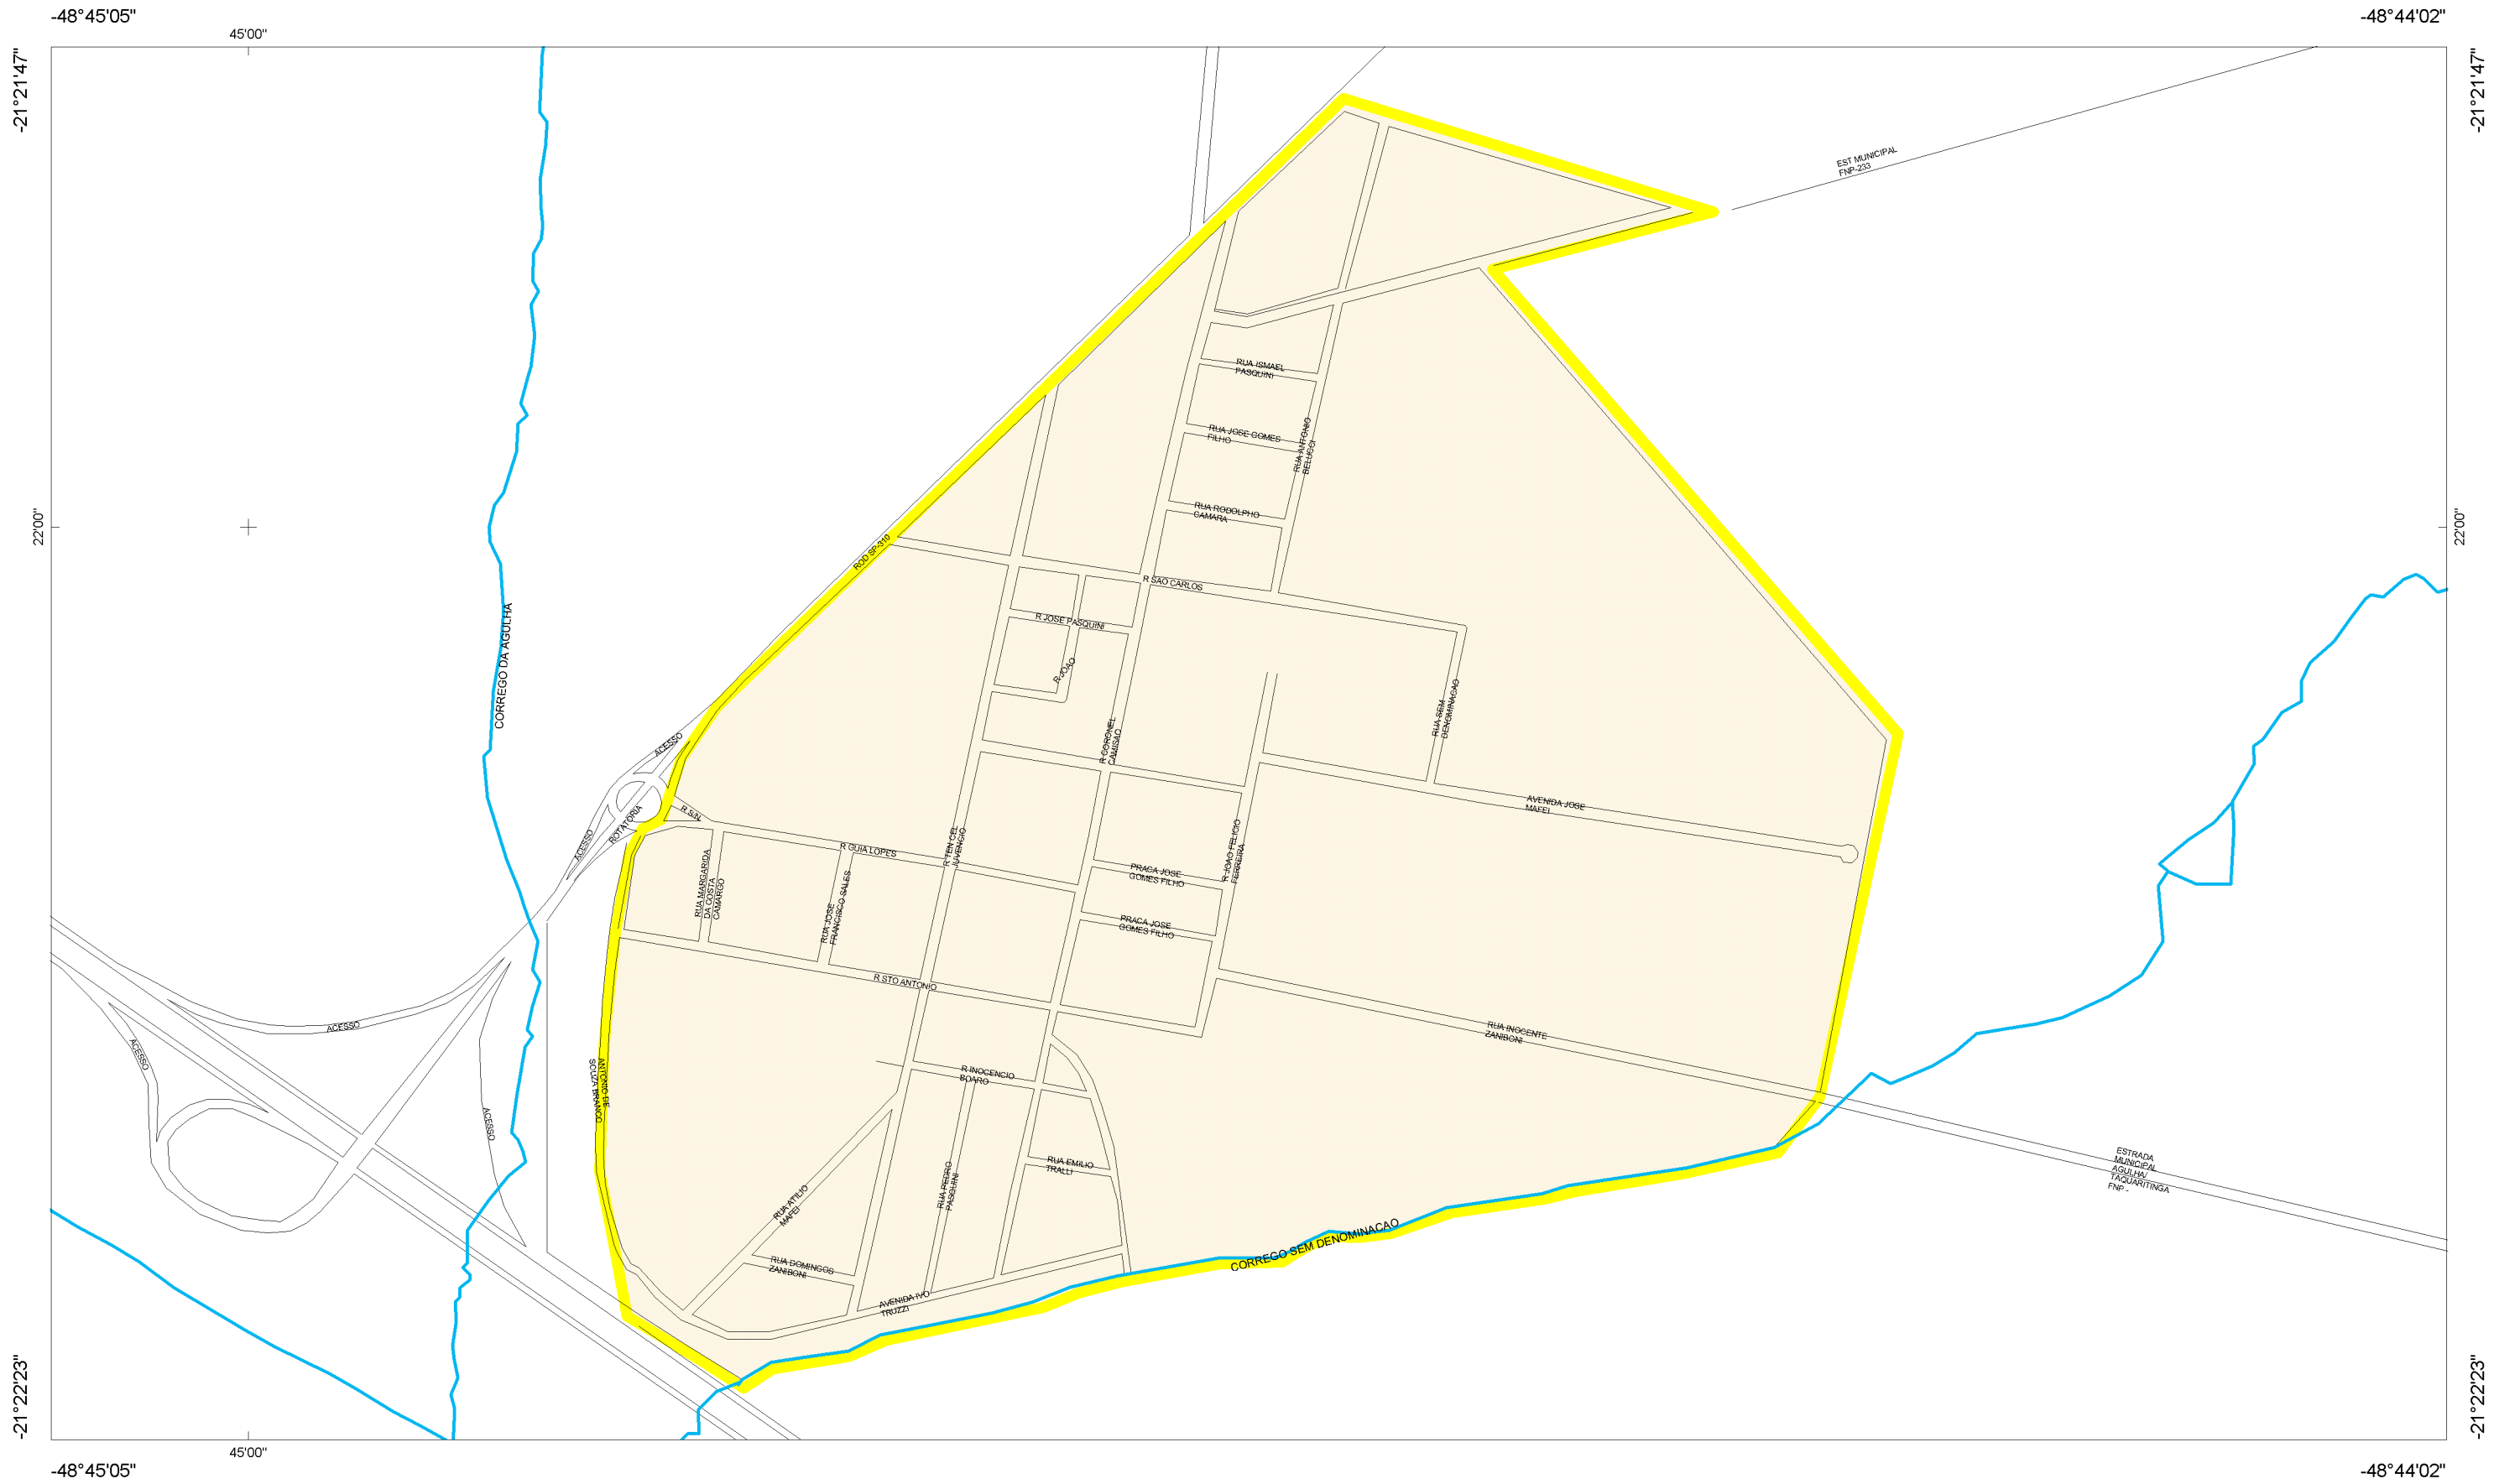 -48°45'05"
-48°44'02"
45'00"
-21°21'47"
-21°21'47"
EST MUNICIPAL
FNP-233
RUA ISMAEL
PASQUINI
RUA JOSE GOMES
FILHO
RUA ANTONIO
BELUCCI
RUA RODOLPHO
CAMARA
22'00"
22'00"
ROD SP-310
R SAO CARLOS
R JOSE PASQUINI
CORREGO DA AGULHA
R JOAO
RUA SEM
DENOMINACAO
R CORONEL
CAMISAO
ACESSO
R S/N
ROTATORIA
ACESSO
AVENIDA JOSE
MAFEI
R GUIA LOPES
R TEN CEL
JUVENCIO
R JOAO FELICIO
FERREIRA
PRACA JOSE
GOMES FILHO
RUA MARGARIDA
DA COSTA
CAMARGO
RUA JOSE
FRANCISCO SALES
PRACA JOSE
GOMES FILHO
R STO ANTONIO
ACESSO
ACESSO
RUA INOCENTE
ZANIBONI
ANTONIO DE
SOUZA BRANCO
R INOCENCIO
BOARO
ACESSO
RUA EMILIO
TRALLI
RUA PEDRO
PASQUINI
RUA ATILIO
MAFEI
ESTRADA
MUNICIPAL
AGULHA/
TAQUARITINGA
FNP -
CORREGO SEM DENOMINACAO
RUA DOMINGOS
ZANIBONI
AVENIDA IVO
TRUZZI
-21°22'23"
-21°22'23"
45'00"
-48°45'05"
-48°44'02"